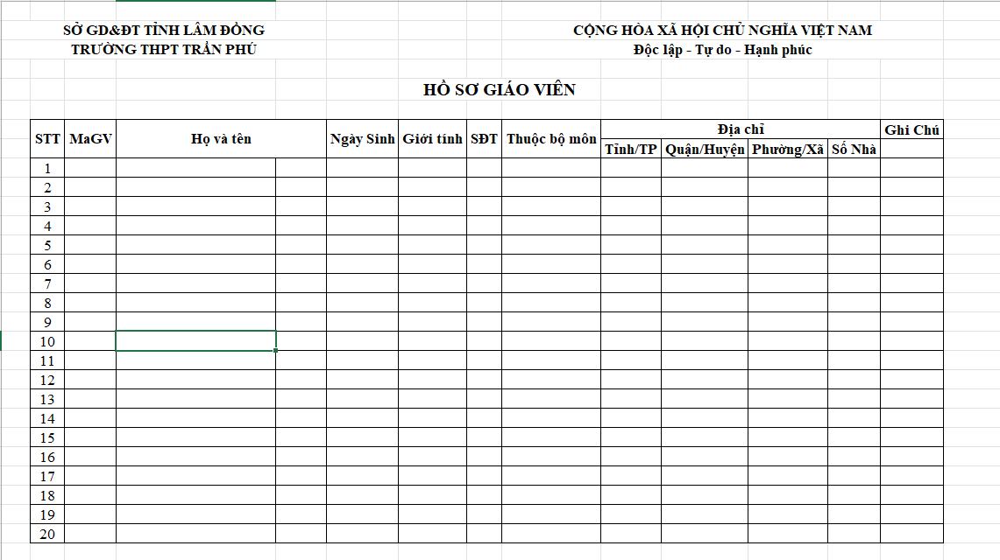 SỞ GD&ĐT TỈNH LÂM ĐỒNG
CỘNG HÒA XÃ HỘI CHỦ NGHĨA VIỆT NAM
TRƯỜNG THPT TRẦN PHÚ
Độc lập - Tự do - Hạnh phúc
HỒ SƠ GIÁO VIÊN
STT MaGV Họ và tên Ngày Sinh Giới tính SĐT Thuộc bộ môn Địa chỉ Ghi Chú
Tỉnh/TP Quận/Huyện Phường/Xã Số Nhà
1
2
3
4
5
6
7
8
9
10
11
12
13
14
15
16
17
18
19
20